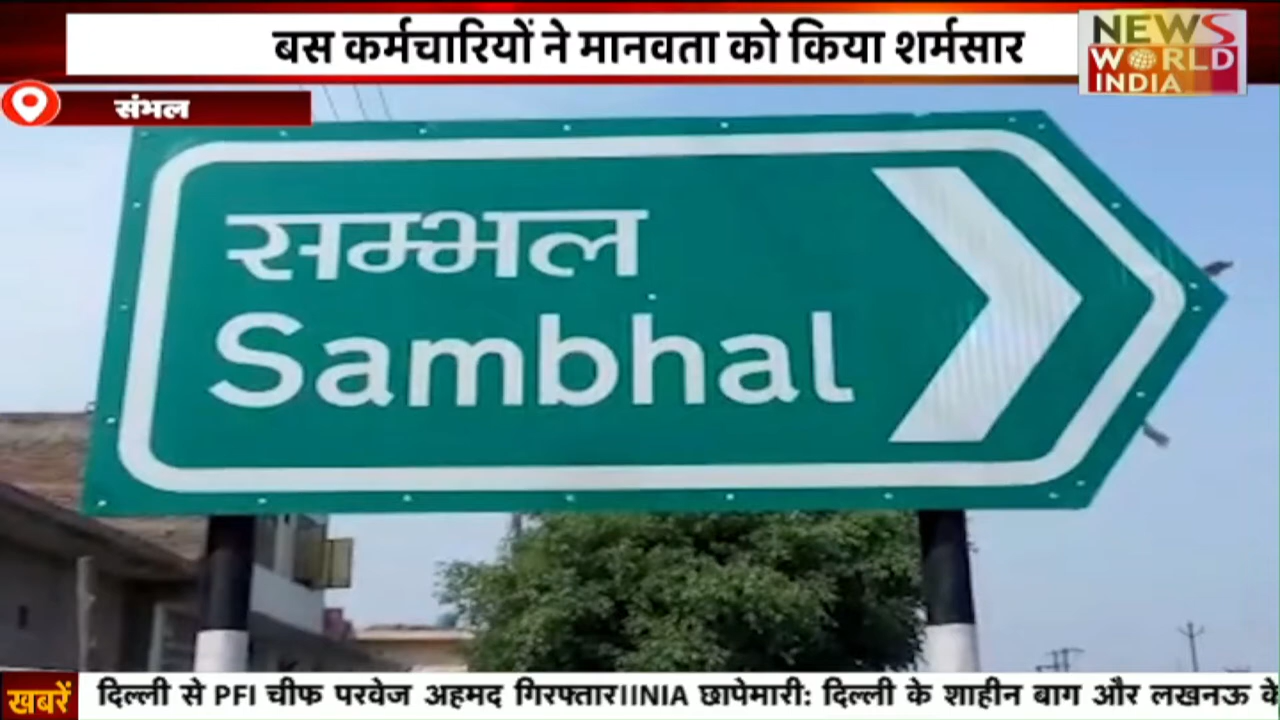 बस कर्मचारियों ने मानवता को किया शर्मसार
NEWS
WORLD
INDIA
संभल
सम्भल
Sambhal
खबरें
दिल्ली से PFI चीफ परवेज अहमद गिरफ्तार||NIA छापेमारी: दिल्ली के शाहीन बाग और लखनऊ के